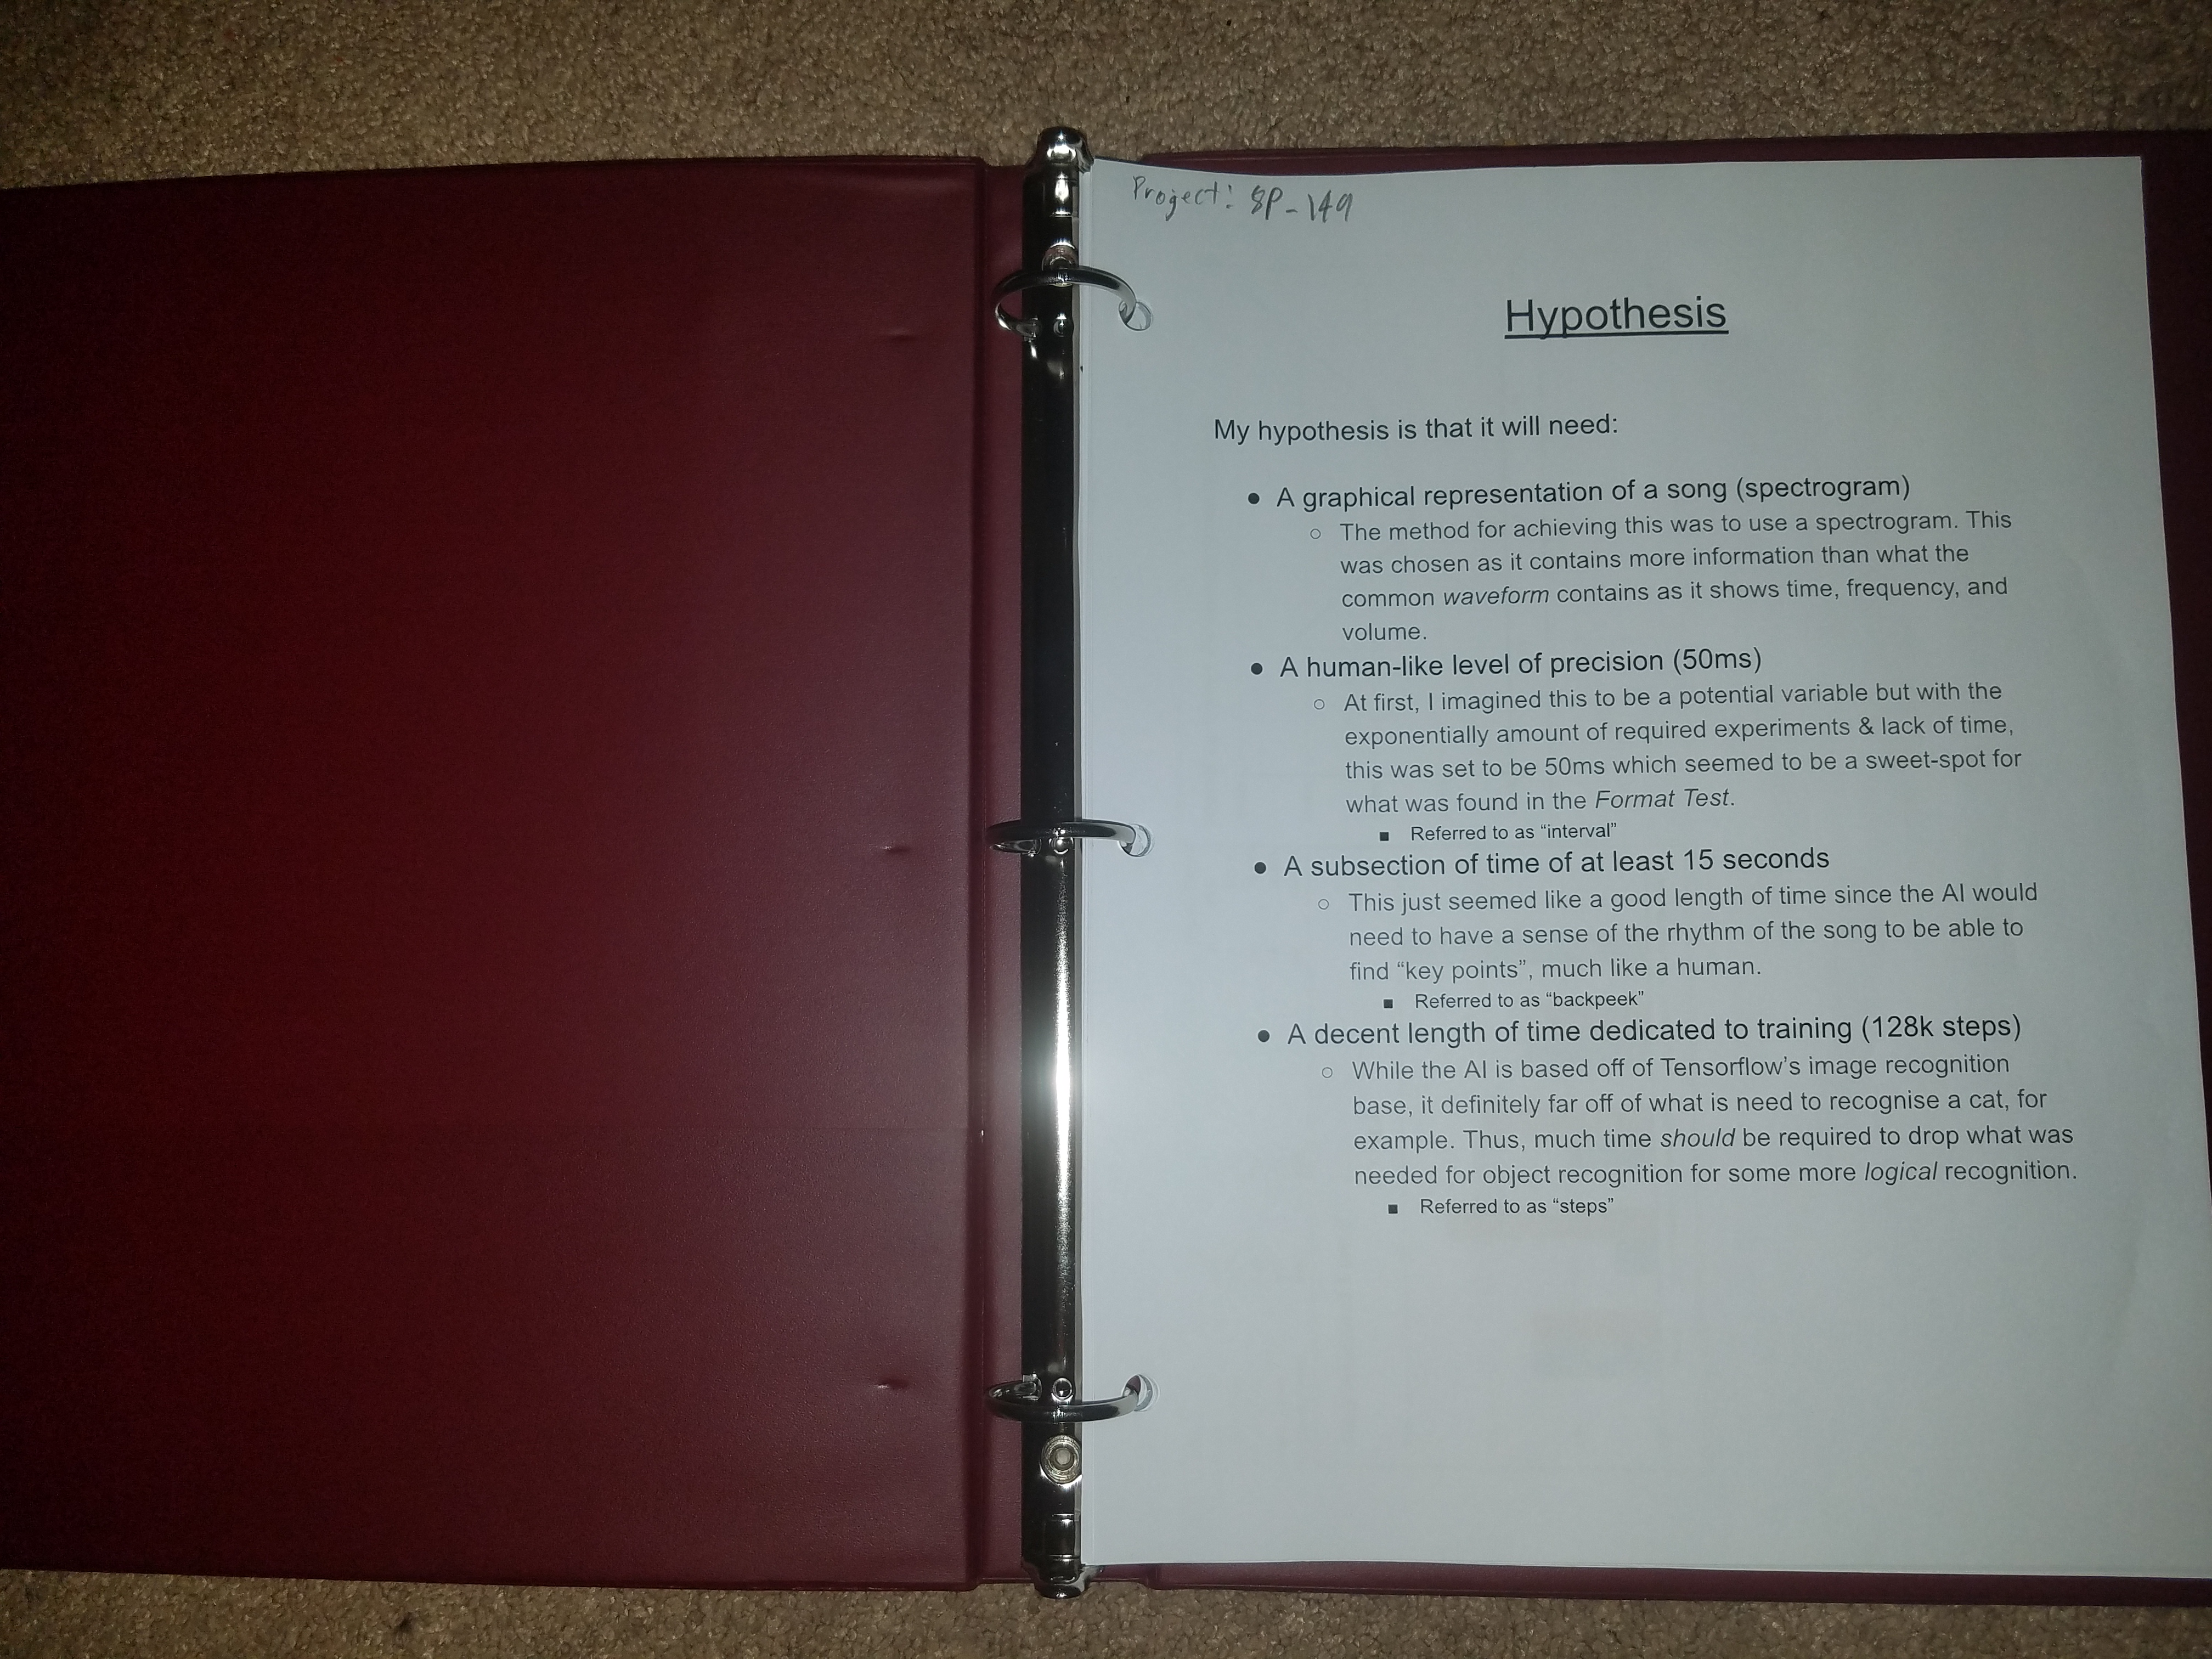 Project: SP-149
Hypothesis
My hypothesis is that it will need:
● A graphical representation of a song (spectrogram)
○ The method for achieving this was to use a spectrogram. This
was chosen as it contains more information than what the
common waveform contains as it shows time, frequency, and
volume.
● A human-like level of precision (50ms)
○ At first, I imagined this to be a potential variable but with the
exponentially amount of required experiments & lack of time,
this was set to be 50ms which seemed to be a sweet-spot for
what was found in the Format Test.
■ Referred to as “interval”
● A subsection of time of at least 15 seconds
○ This just seemed like a good length of time since the AI would
need to have a sense of the rhythm of the song to be able to
find “key points”, much like a human.
■ Referred to as “backpeek”
● A decent length of time dedicated to training (128k steps)
○ While the AI is based off of Tensorflow’s image recognition
base, it definitely far off of what is need to recognise a cat, for
example. Thus, much time should be required to drop what was
needed for object recognition for some more logical recognition.
■ Referred to as “steps”